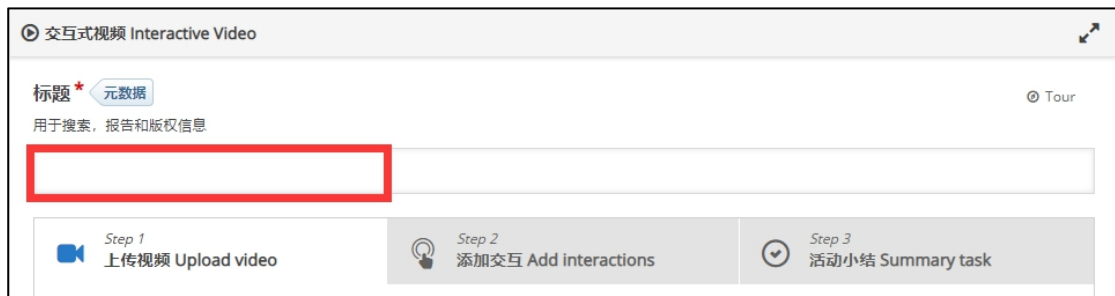 交互式视频 Interactive Video
标题* 元数据
Tour
用于搜索，报告和版权信息
Step 1
上传视频 Upload video
Step 2
添加交互 Add interactions
Step 3
活动小结 Summary task